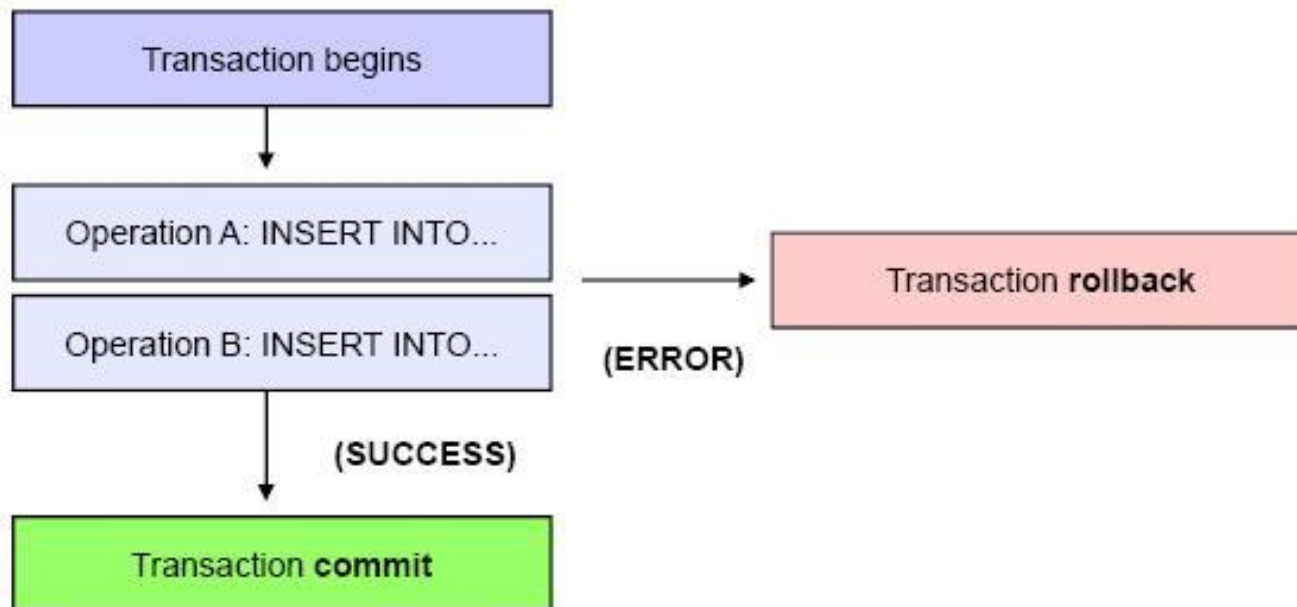 Transaction begins
Operation A: INSERT INTO...
Operation B: INSERT INTO...
Transaction rollback
(ERROR)
(SUCCESS)
Transaction commit